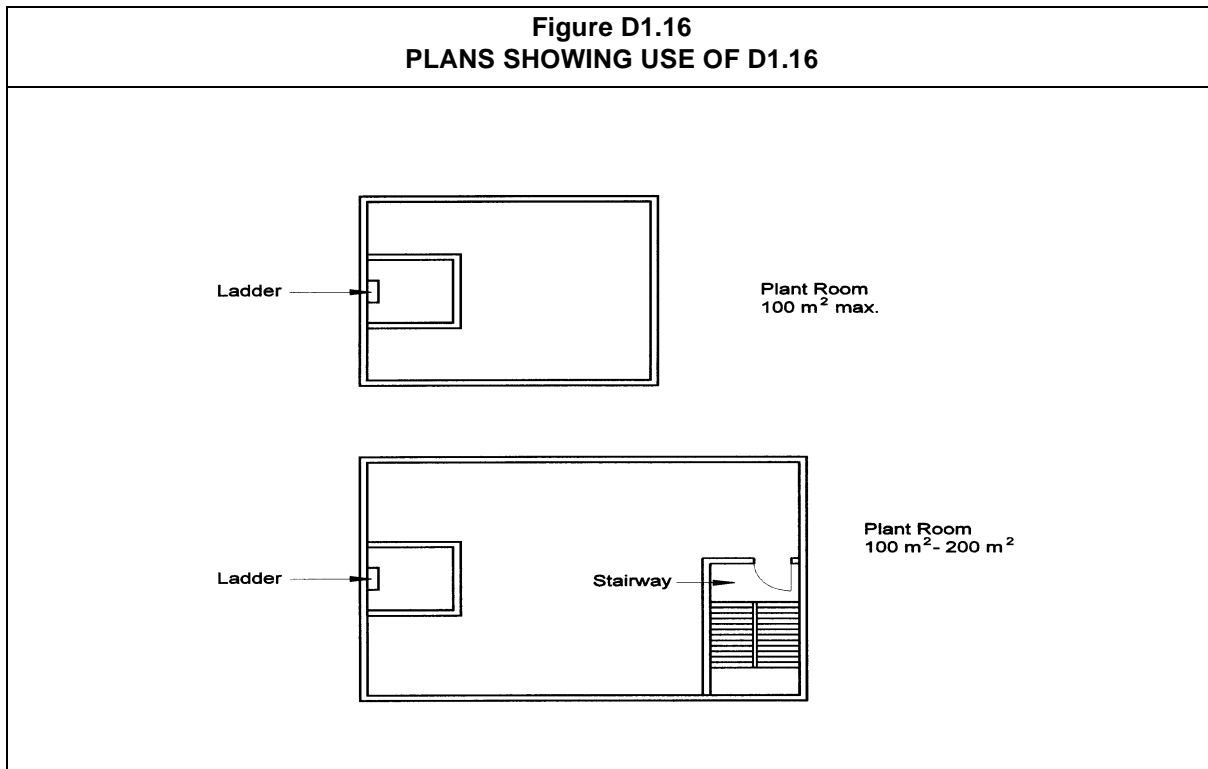 Figure D1.16
PLANS SHOWING USE OF D1.16
Ladder
Plant Room
100 m² max.
Ladder
Stairway
Plant Room
100 m² - 200 m²